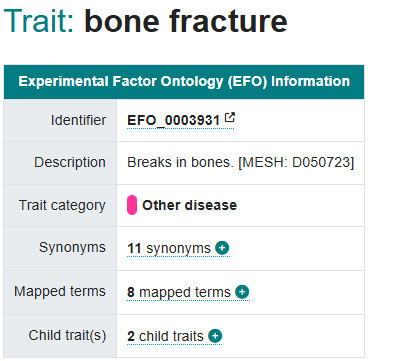 Trait: bone fracture
Experimental Factor Ontology (EFO) Information
Identifier EFO_0003931
Description Breaks in bones. [MESH: D050723]
Trait category Other disease
Synonyms 11 synonyms
Mapped terms 8 mapped terms
Child trait(s) 2 child traits